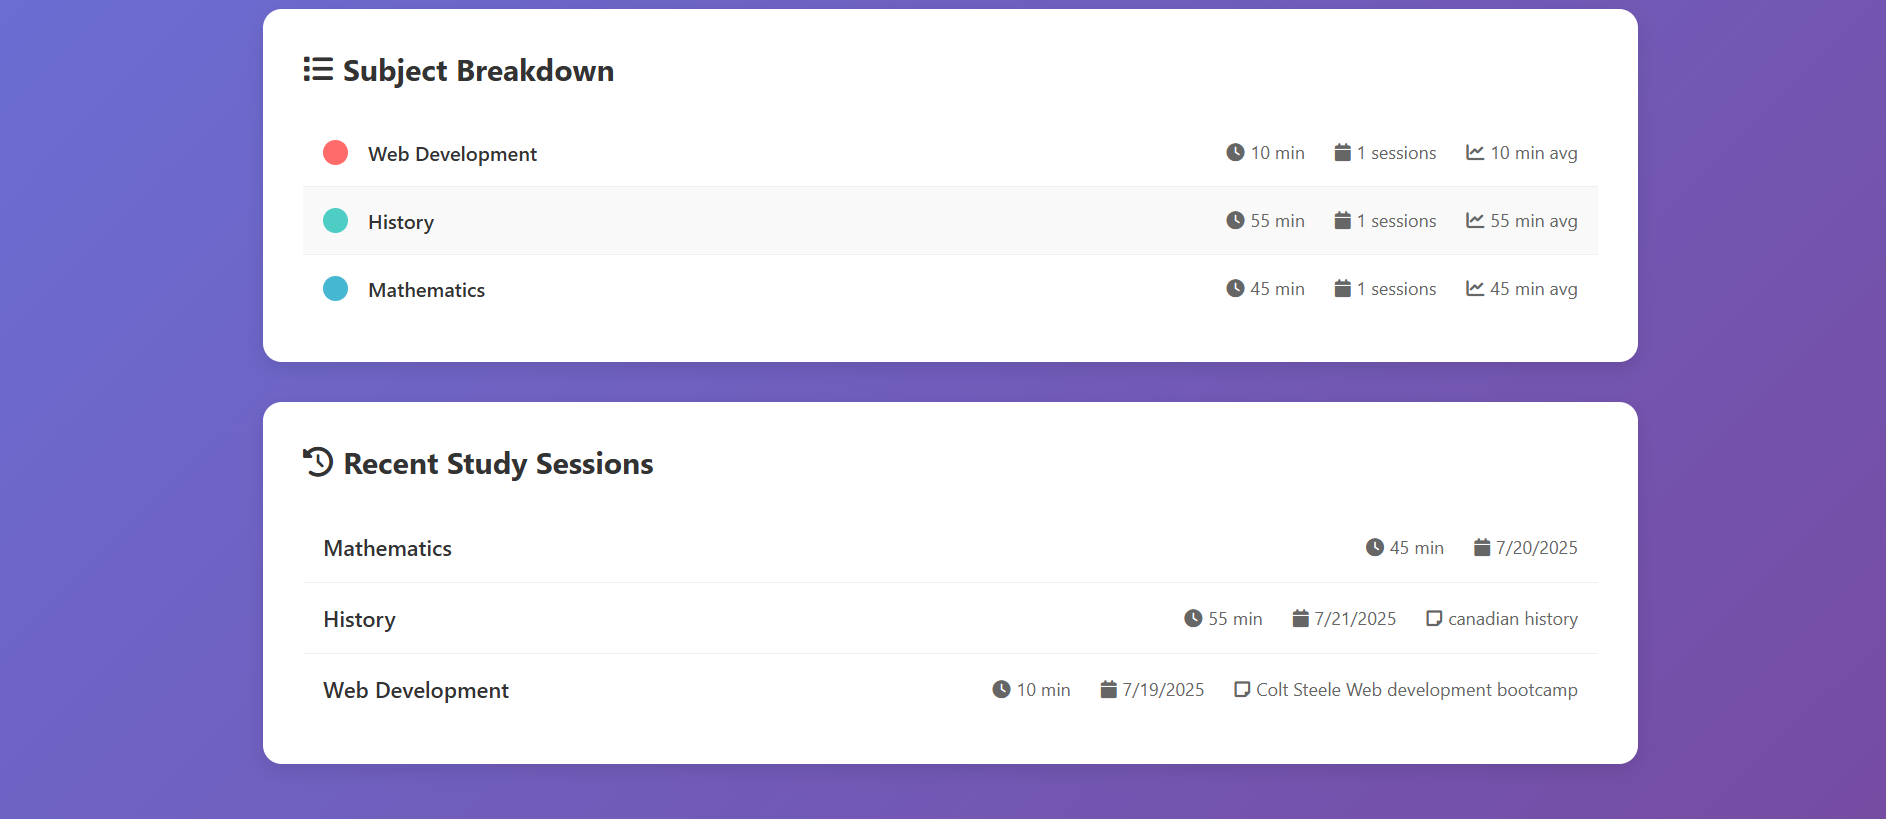 Subject Breakdown
Web Development 10 min 1 sessions 10 min avg
History 55 min 1 sessions 55 min avg
Mathematics 45 min 1 sessions 45 min avg
Recent Study Sessions
Mathematics 45 min 7/20/2025
History 55 min 7/21/2025 canadian history
Web Development 10 min 7/19/2025 Colt Steele Web development bootcamp